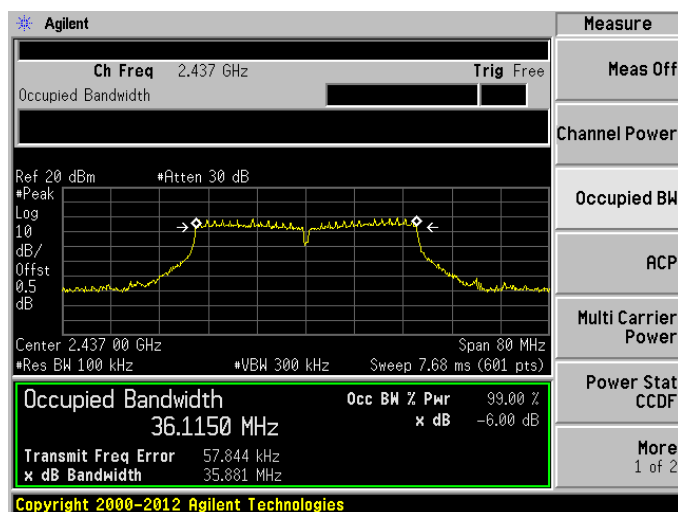 Agilent
Measure
Ch Freq 2.437 GHz Trig Free
Occupied Bandwidth
Meas Off
Channel Power
Occupied BW
ACP
Multi Carrier
Power
Power Stat
CCDF
More
1 of 2
Ref 20 dBm #Atten 30 dB
#Peak
Log
10
dB/
Offst
0.5
dB
Center 2.437 00 GHz Span 80 MHz
#Res BW 100 kHz #VBW 300 kHz Sweep 7.68 ms (601 pts)
Occupied Bandwidth Occ BW % Pwr 99.00 %
36.1150 MHz x dB -6.00 dB
Transmit Freq Error 57.844 kHz
x dB Bandwidth 35.881 MHz
Copyright 2000-2012 Agilent Technologies